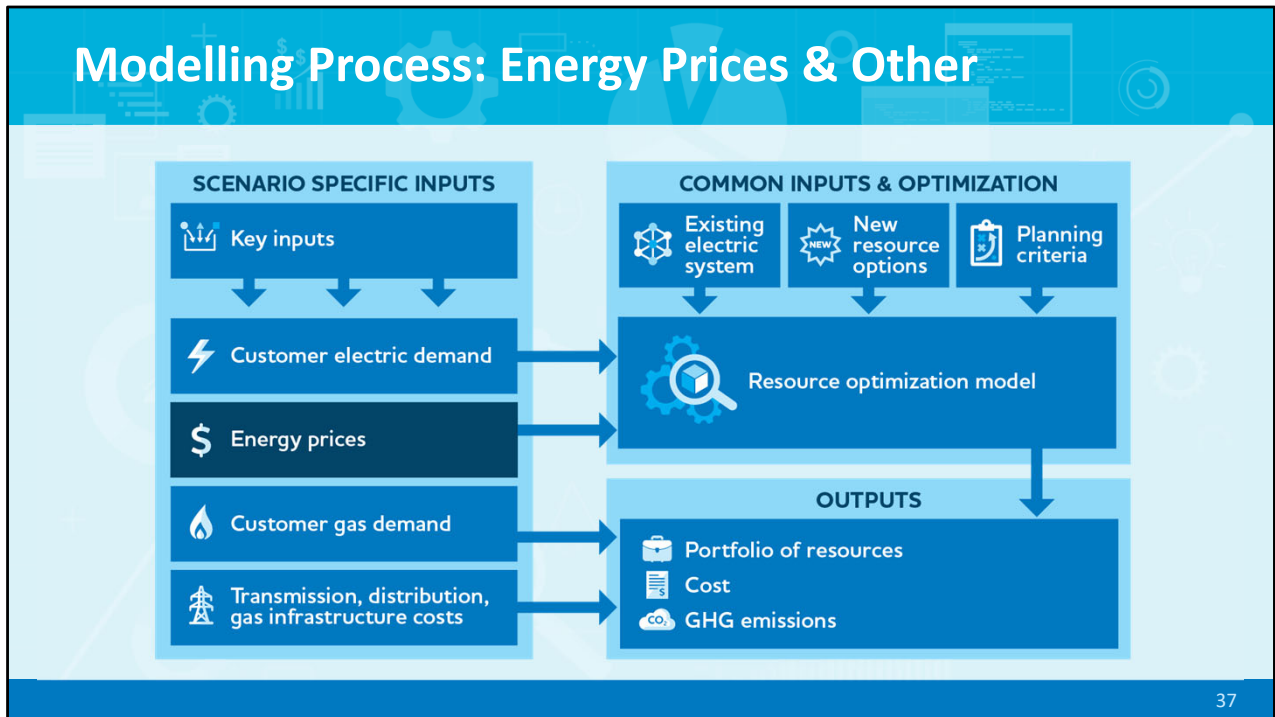 Modelling Process: Energy Prices & Other
SCENARIO SPECIFIC INPUTS
Key inputs
Customer electric demand
$
Energy prices
Customer gas demand
Transmission, distribution,
gas infrastructure costs
COMMON INPUTS & OPTIMIZATION
Existing
electric
system
NEW
New
resource
options
Planning
criteria
Resource optimization model
OUTPUTS
Portfolio of resources
$
Cost
CO₂
GHG emissions
37